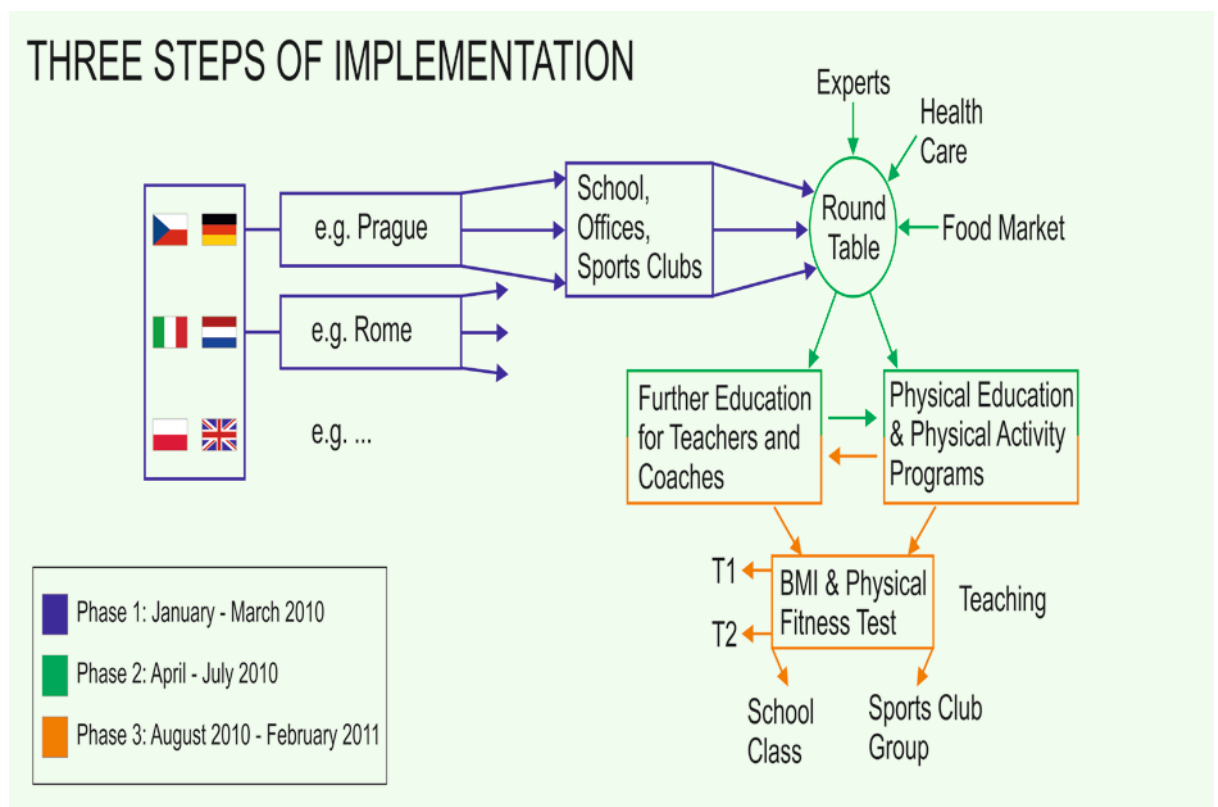 THREE STEPS OF IMPLEMENTATION
Experts
Health
Care
Food Market
Round
Table
School,
Offices,
Sports Clubs
e.g. Prague
e.g. Rome
e.g. ...
Further Education
for Teachers and
Coaches
Physical Education
& Physical Activity
Programs
T1
T2
BMI & Physical
Fitness Test
Teaching
School
Class
Sports Club
Group
Phase 1: January - March 2010
Phase 2: April - July 2010
Phase 3: August 2010 - February 2011